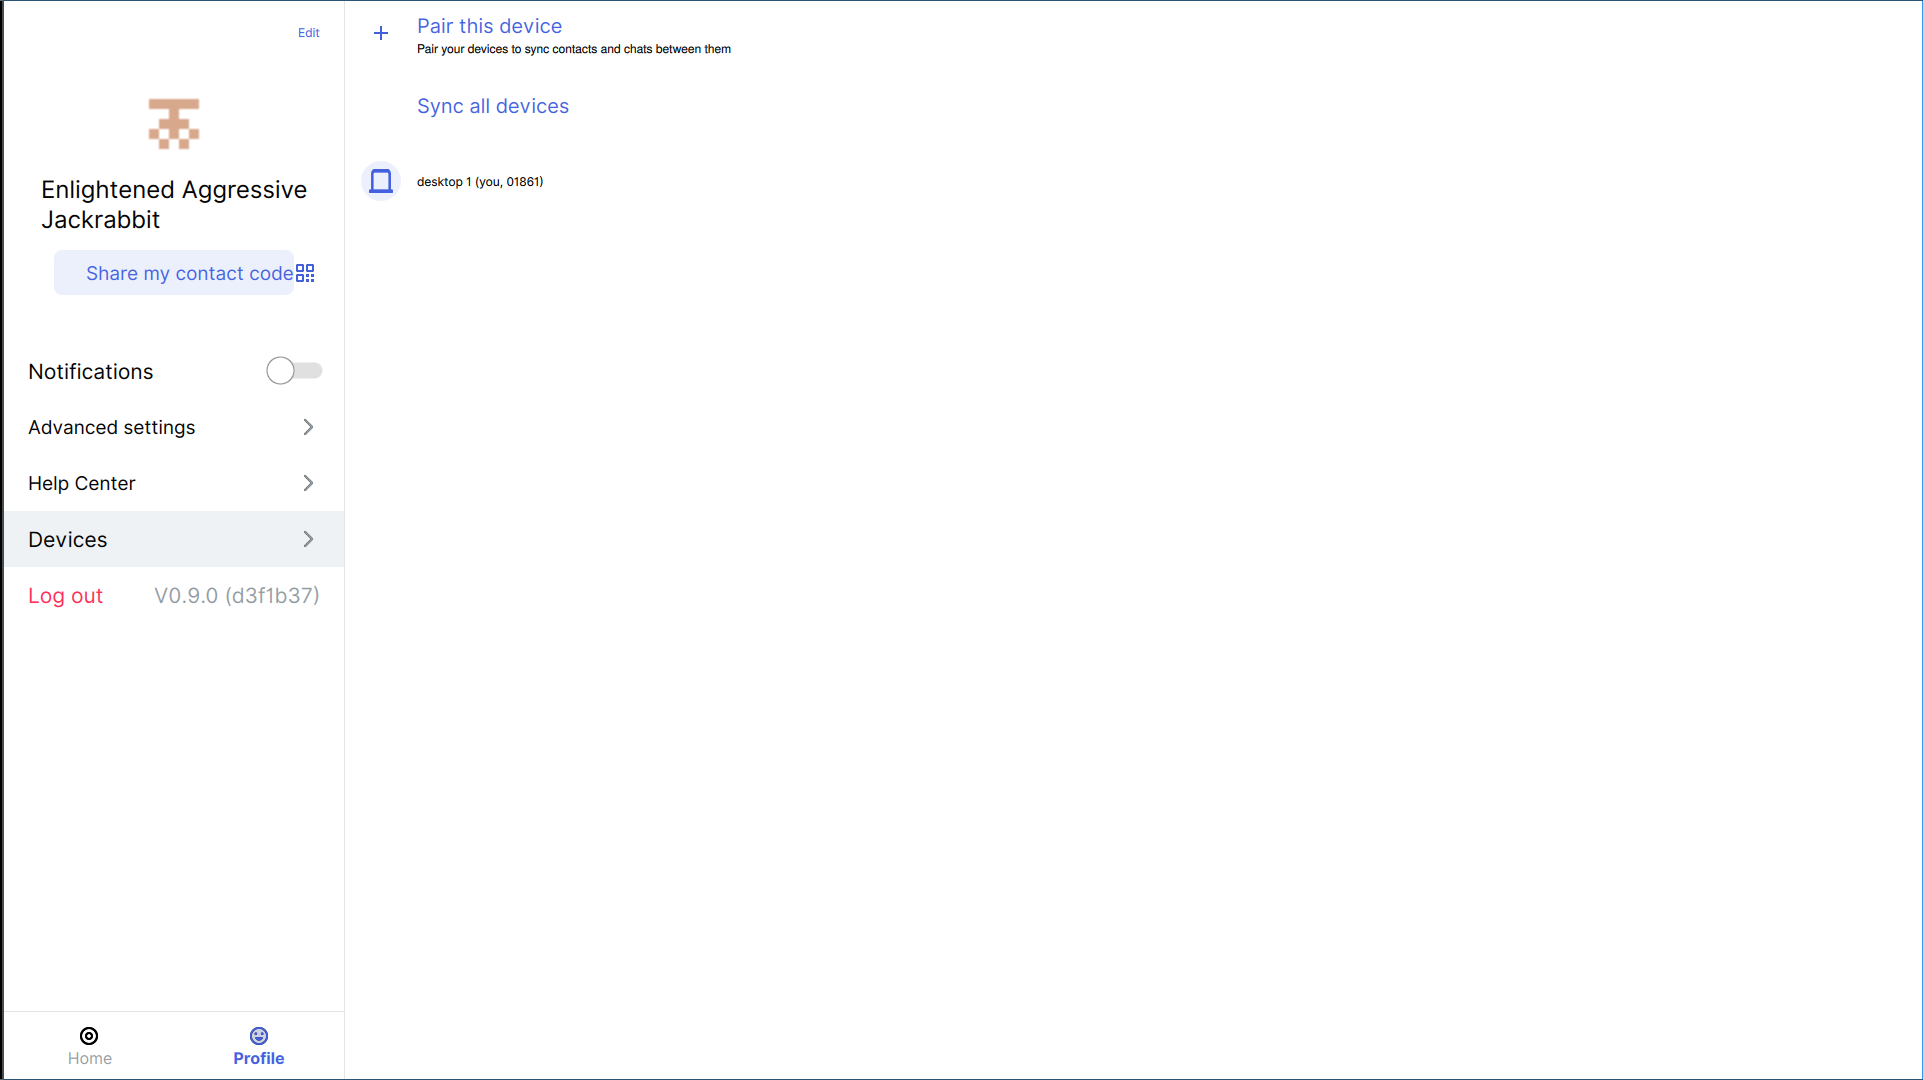 Edit
Enlightened Aggressive
Jackrabbit
Share my contact code
Notifications
Advanced settings
Help Center
Devices
Log out V0.9.0 (d3f1b37)
Home
Profile
Pair this device
Pair your devices to sync contacts and chats between them
Sync all devices
desktop 1 (you, 01861)